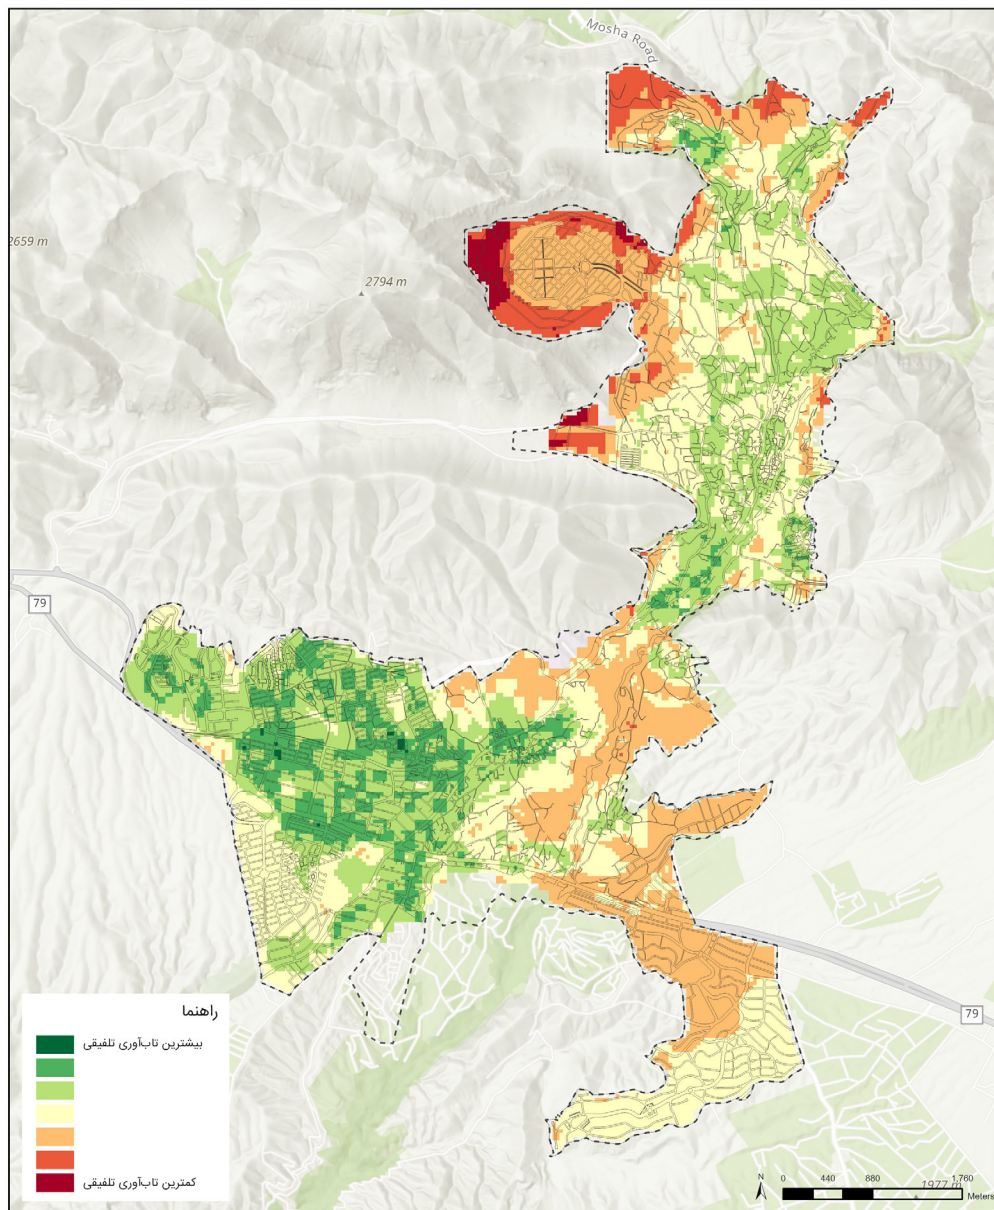 Mosha Road
2659 m
2794 m
79
79
راهنما
بیشترین تاب‌آوری تلفیقی
کمترین تاب‌آوری تلفیقی
N
0 440 880 1,760
1977 m
Meters